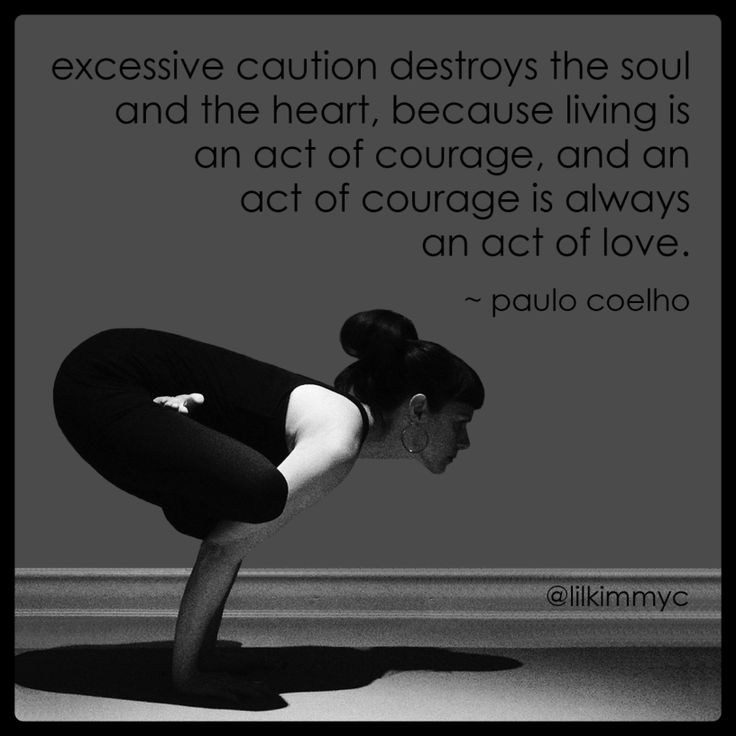 excessive caution destroys the soul
and the heart, because living is
an act of courage, and an
act of courage is always
an act of love.
~ paulo coelho
@lilkimmyc